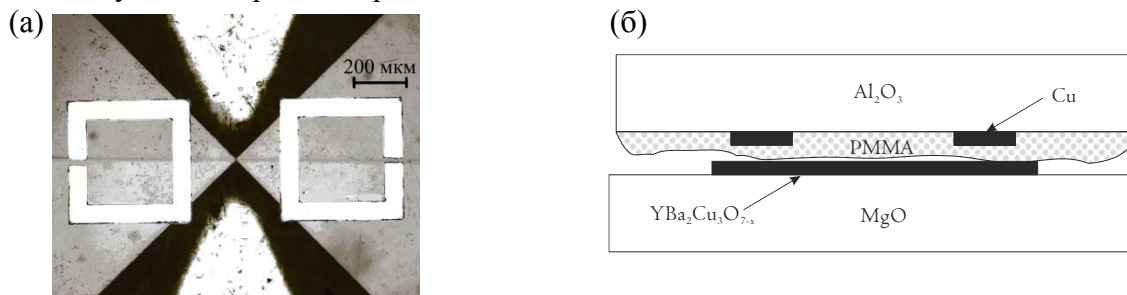 (а)
200 мкм
(б)
Al₂O₃
Cu
PMMA
YBa₂Cu₃O₇₋ₓ
MgO